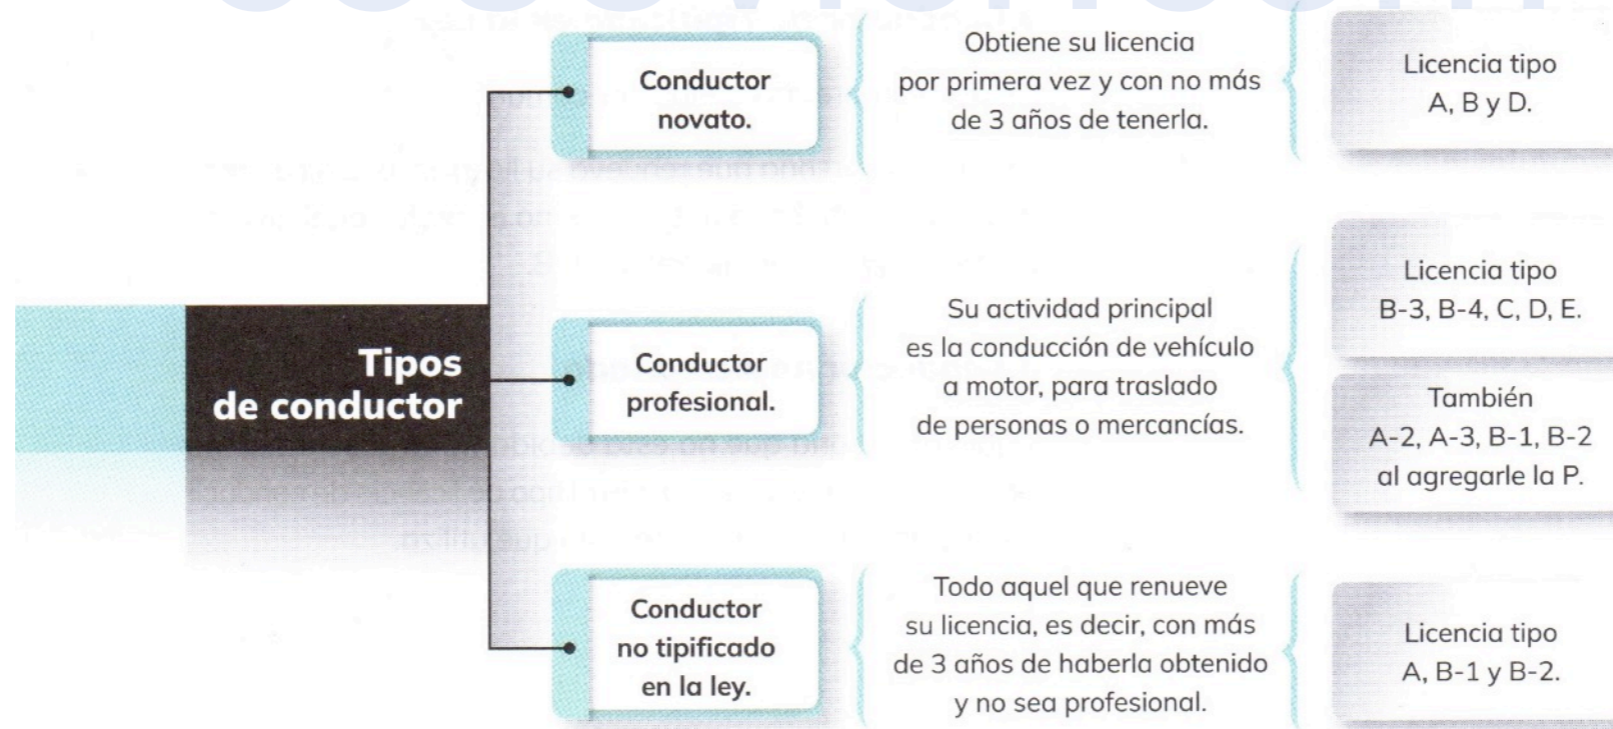 Tipos
de conductor
Conductor
novato.
Obtiene su licencia
por primera vez y con no más
de 3 años de tenerla.
Licencia tipo
A, B y D.
Conductor
profesional.
Su actividad principal
es la conducción de vehículo
a motor, para traslado
de personas o mercancías.
Licencia tipo
B-3, B-4, C, D, E.
También
A-2, A-3, B-1, B-2
al agregarle la P.
Conductor
no tipificado
en la ley.
Todo aquel que renueve
su licencia, es decir, con más
de 3 años de haberla obtenido
y no sea profesional.
Licencia tipo
A, B-1 y B-2.